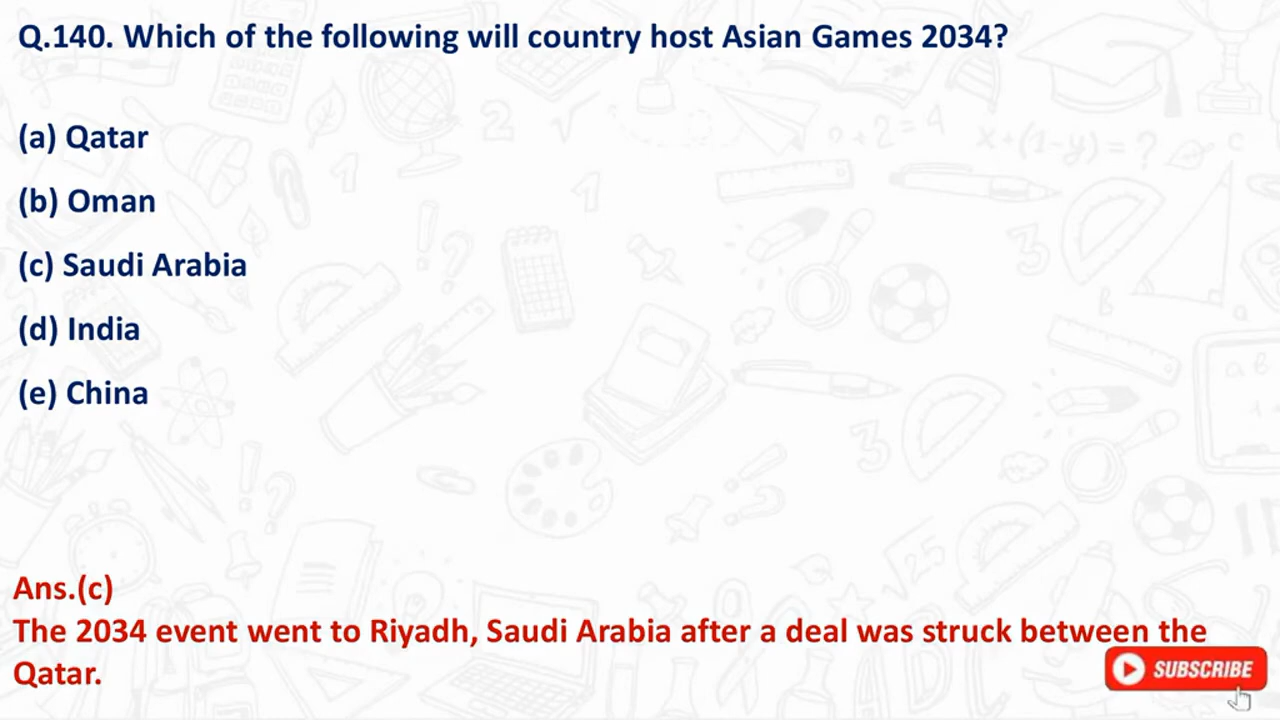 Q.140. Which of the following will country host Asian Games 2034?
(a) Qatar
(b) Oman
(c) Saudi Arabia
(d) India
(e) China
Ans.(c)
The 2034 event went to Riyadh, Saudi Arabia after a deal was struck between the
Qatar.
SUBSCRIBE